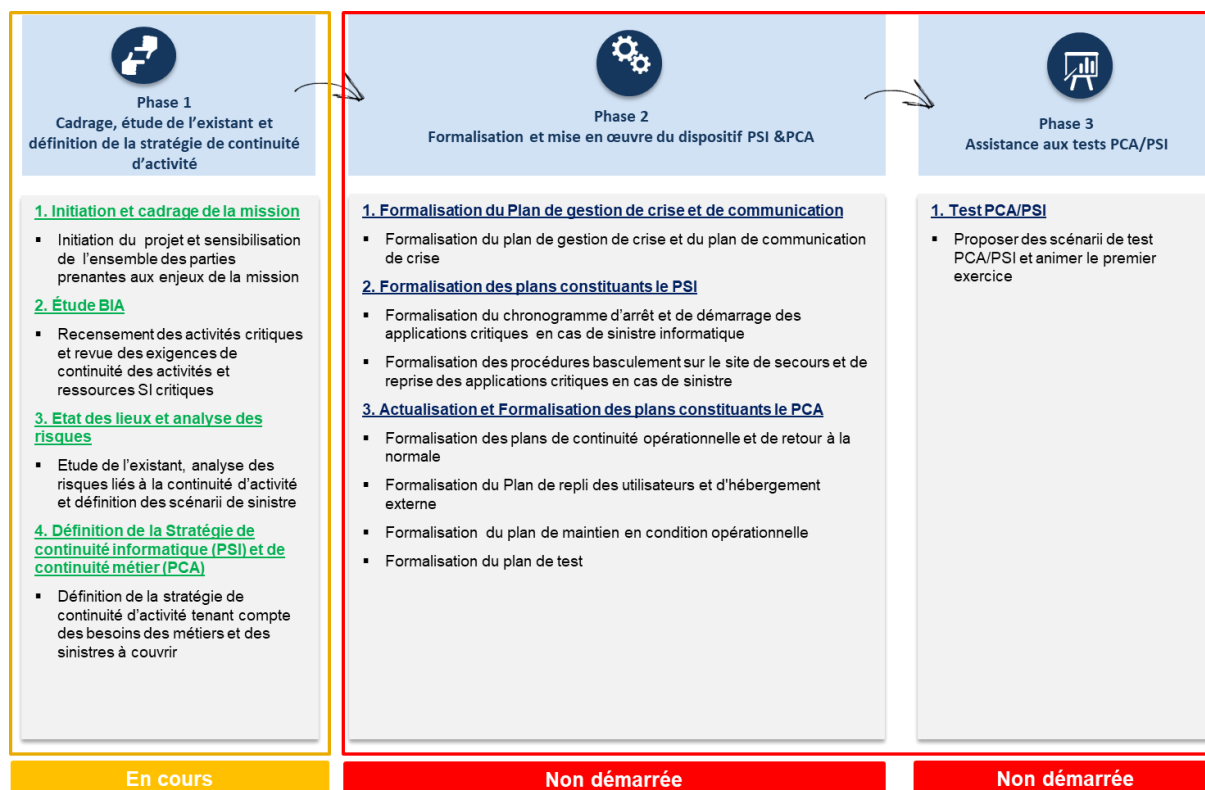 Phase 1
Cadrage, étude de l'existant et
définition de la stratégie de continuité
d'activité
1. Initiation et cadrage de la mission
▪ Initiation du projet et sensibilisation
de l'ensemble des parties
prenantes aux enjeux de la mission
2. Étude BIA
▪ Recensement des activités critiques
et revue des exigences de
continuité des activités et
ressources SI critiques
3. Etat des lieux et analyse des
risques
▪ Etude de l'existant, analyse des
risques liés à la continuité d'activité
et définition des scénarii de sinistre
4. Définition de la Stratégie de
continuité informatique (PSI) et de
continuité métier (PCA)
▪ Définition de la stratégie de
continuité d'activité tenant compte
des besoins des métiers et des
sinistres à couvrir
En cours
Phase 2
Formalisation et mise en œuvre du dispositif PSI &PCA
1. Formalisation du Plan de gestion de crise et de communication
▪ Formalisation du plan de gestion de crise et du plan de communication
de crise
2. Formalisation des plans constituants le PSI
▪ Formalisation du chronogramme d'arrêt et de démarrage des
applications critiques en cas de sinistre informatique
▪ Formalisation des procédures basculement sur le site de secours et de
reprise des applications critiques en cas de sinistre
3. Actualisation et Formalisation des plans constituants le PCA
▪ Formalisation des plans de continuité opérationnelle et de retour à la
normale
▪ Formalisation du Plan de repli des utilisateurs et d'hébergement
externe
▪ Formalisation du plan de maintien en condition opérationnelle
▪ Formalisation du plan de test
Non démarrée
Phase 3
Assistance aux tests PCA/PSI
1. Test PCA/PSI
▪ Proposer des scénarii de test
PCA/PSI et animer le premier
exercice
Non démarrée